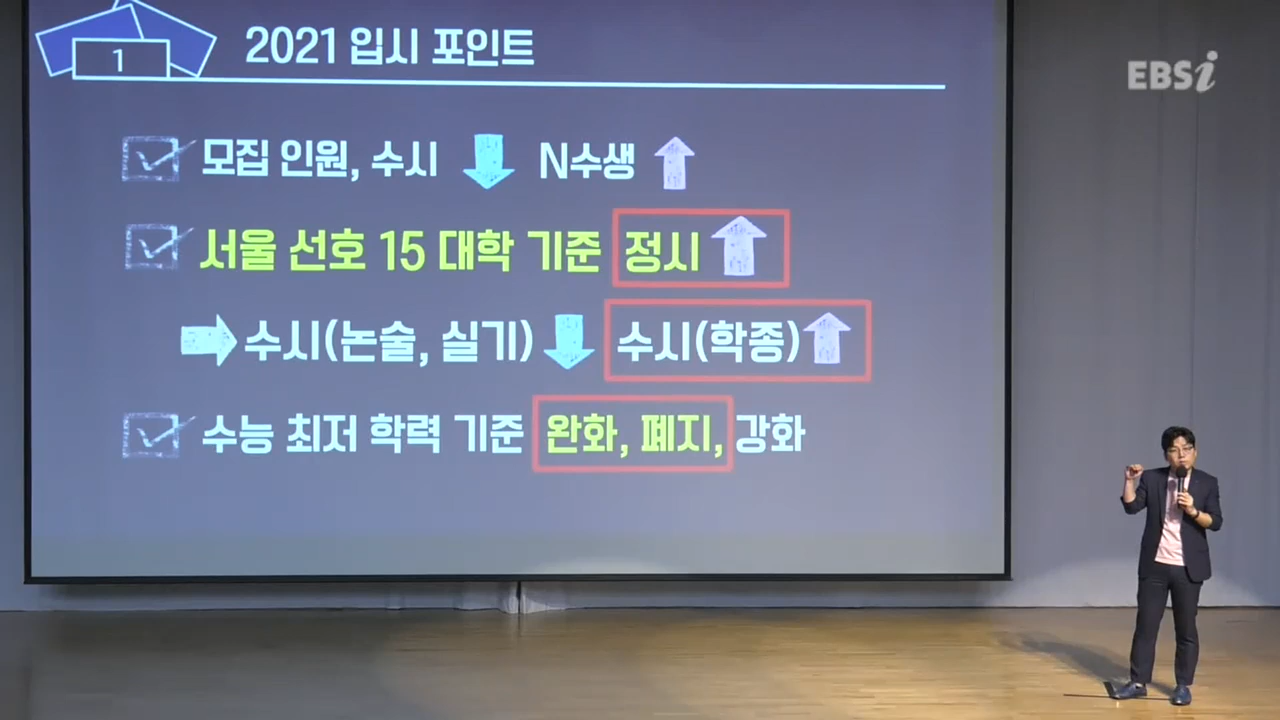 1
2021 입시 포인트
EBSi
모집 인원, 수시 N수생
서울 선호 15 대학 기준 정시
수시(논술, 실기) 수시(학종)
수능 최저 학력 기준 완화, 폐지, 강화